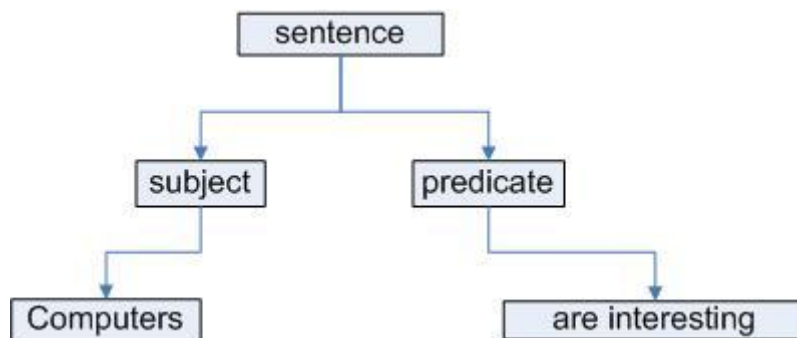 sentence
subject
predicate
Computers
are interesting